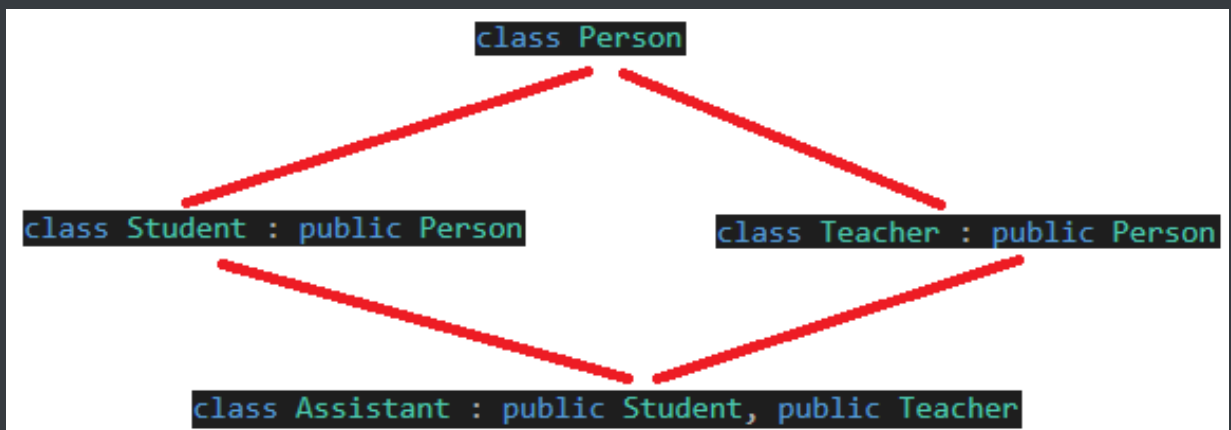 class Person
class Student : public Person
class Teacher : public Person
class Assistant : public Student, public Teacher